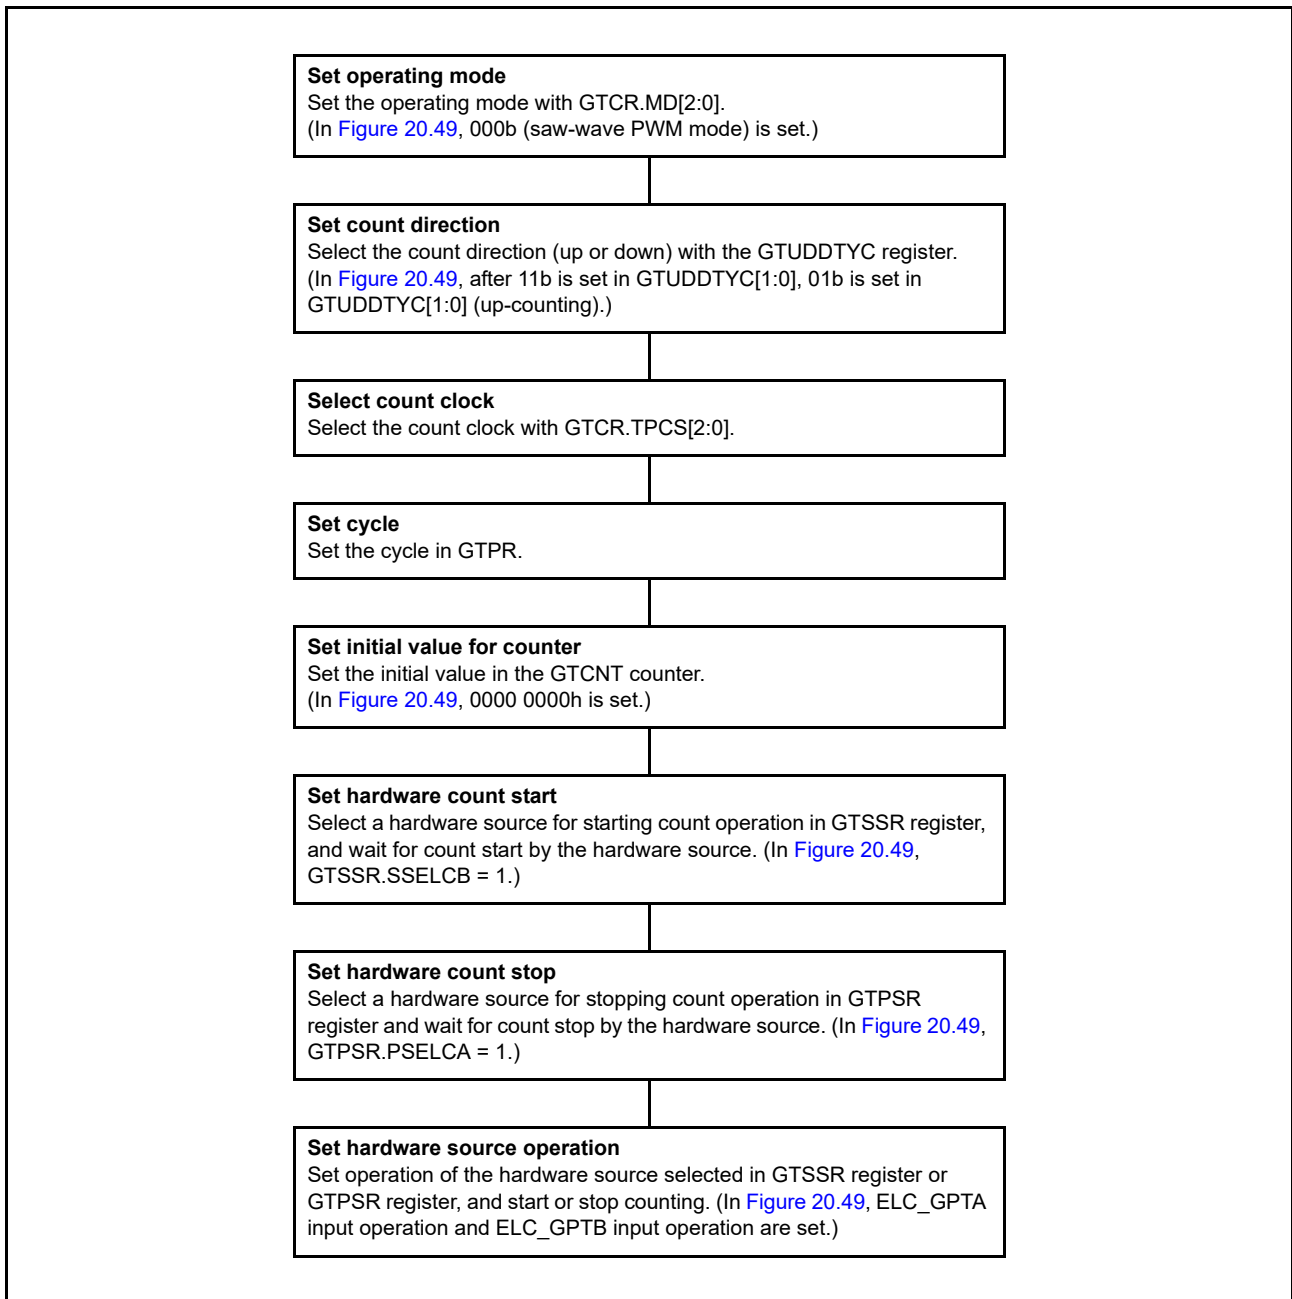 Set operating mode
Set the operating mode with GTCR.MD[2:0].
(In Figure 20.49, 000b (saw-wave PWM mode) is set.)
Set count direction
Select the count direction (up or down) with the GTUDDTYC register.
(In Figure 20.49, after 11b is set in GTUDDTYC[1:0], 01b is set in
GTUDDTYC[1:0] (up-counting).)
Select count clock
Select the count clock with GTCR.TPCS[2:0].
Set cycle
Set the cycle in GTPR.
Set initial value for counter
Set the initial value in the GTCNT counter.
(In Figure 20.49, 0000 0000h is set.)
Set hardware count start
Select a hardware source for starting count operation in GTSSR register,
and wait for count start by the hardware source. (In Figure 20.49,
GTSSR.SSELCB = 1.)
Set hardware count stop
Select a hardware source for stopping count operation in GTPSR
register and wait for count stop by the hardware source. (In Figure 20.49,
GTPSR.PSELCA = 1.)
Set hardware source operation
Set operation of the hardware source selected in GTSSR register or
GTPSR register, and start or stop counting. (In Figure 20.49, ELC_GPTA
input operation and ELC_GPTB input operation are set.)